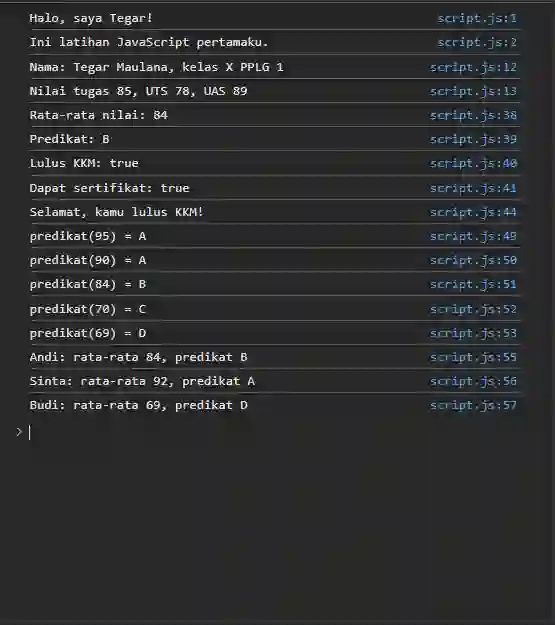 Halo, saya Tegar! script.js:1
Ini latihan JavaScript pertamaku. script.js:2
Nama: Tegar Maulana, kelas X PPLG 1 script.js:12
Nilai tugas 85, UTS 78, UAS 89 script.js:13
Rata-rata nilai: 84 script.js:38
Predikat: B script.js:39
Lulus KKM: true script.js:40
Dapat sertifikat: true script.js:41
Selamat, kamu lulus KKM! script.js:44
predikat(95) = A script.js:49
predikat(90) = A script.js:50
predikat(84) = B script.js:51
predikat(70) = C script.js:52
predikat(69) = D script.js:53
Andi: rata-rata 84, predikat B script.js:55
Sinta: rata-rata 92, predikat A script.js:56
Budi: rata-rata 69, predikat D script.js:57
>